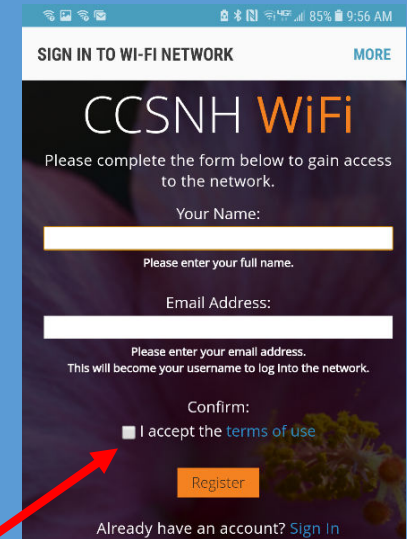 85% 9:56 AM
SIGN IN TO WI-FI NETWORK MORE
CCSNH WiFi
Please complete the form below to gain access
to the network.
Your Name:
Please enter your full name.
Email Address:
Please enter your email address.
This will become your username to log into the network.
Confirm:
I accept the terms of use
Register
Already have an account? Sign In